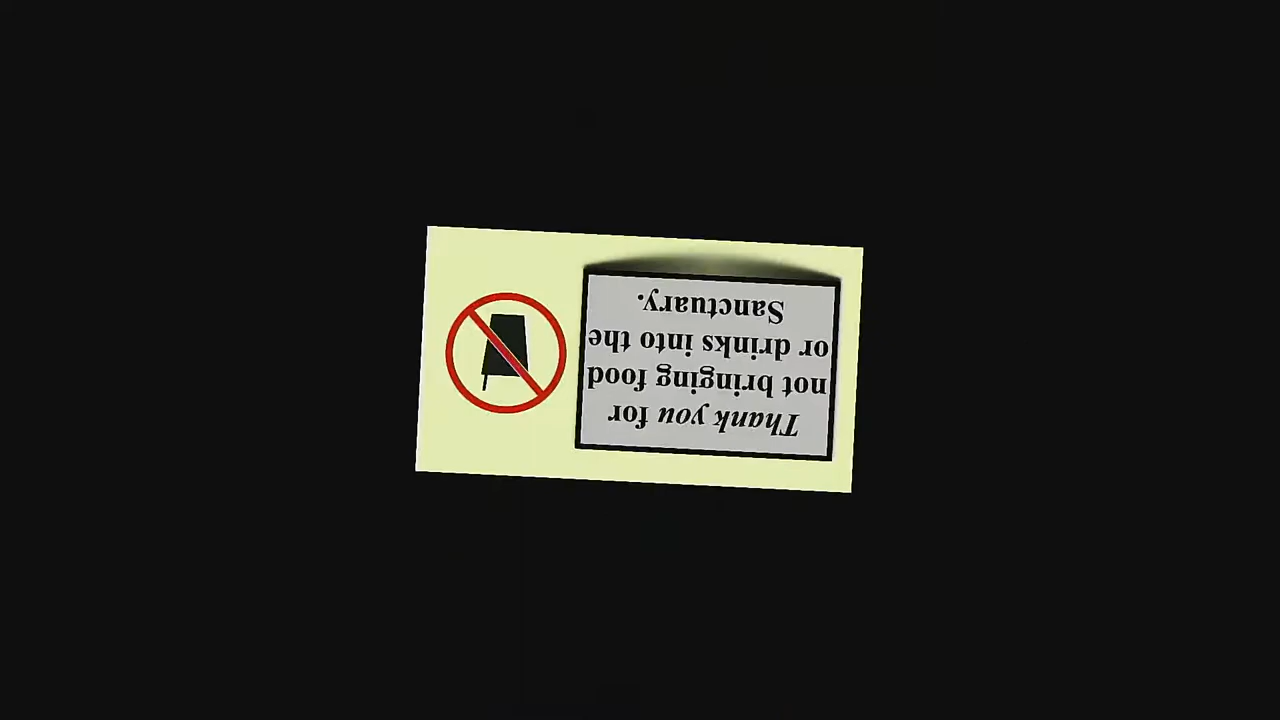 Thank you for
not bringing food
or drinks into the
Sanctuary.